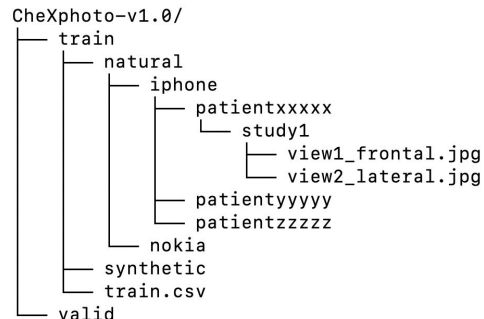 CheXphoto-v1.0/
train
natural
iphone
patientxxxxx
study1
view1_frontal.jpg
view2_lateral.jpg
patientyyyyy
patientzzzzz
nokia
synthetic
train.csv
valid